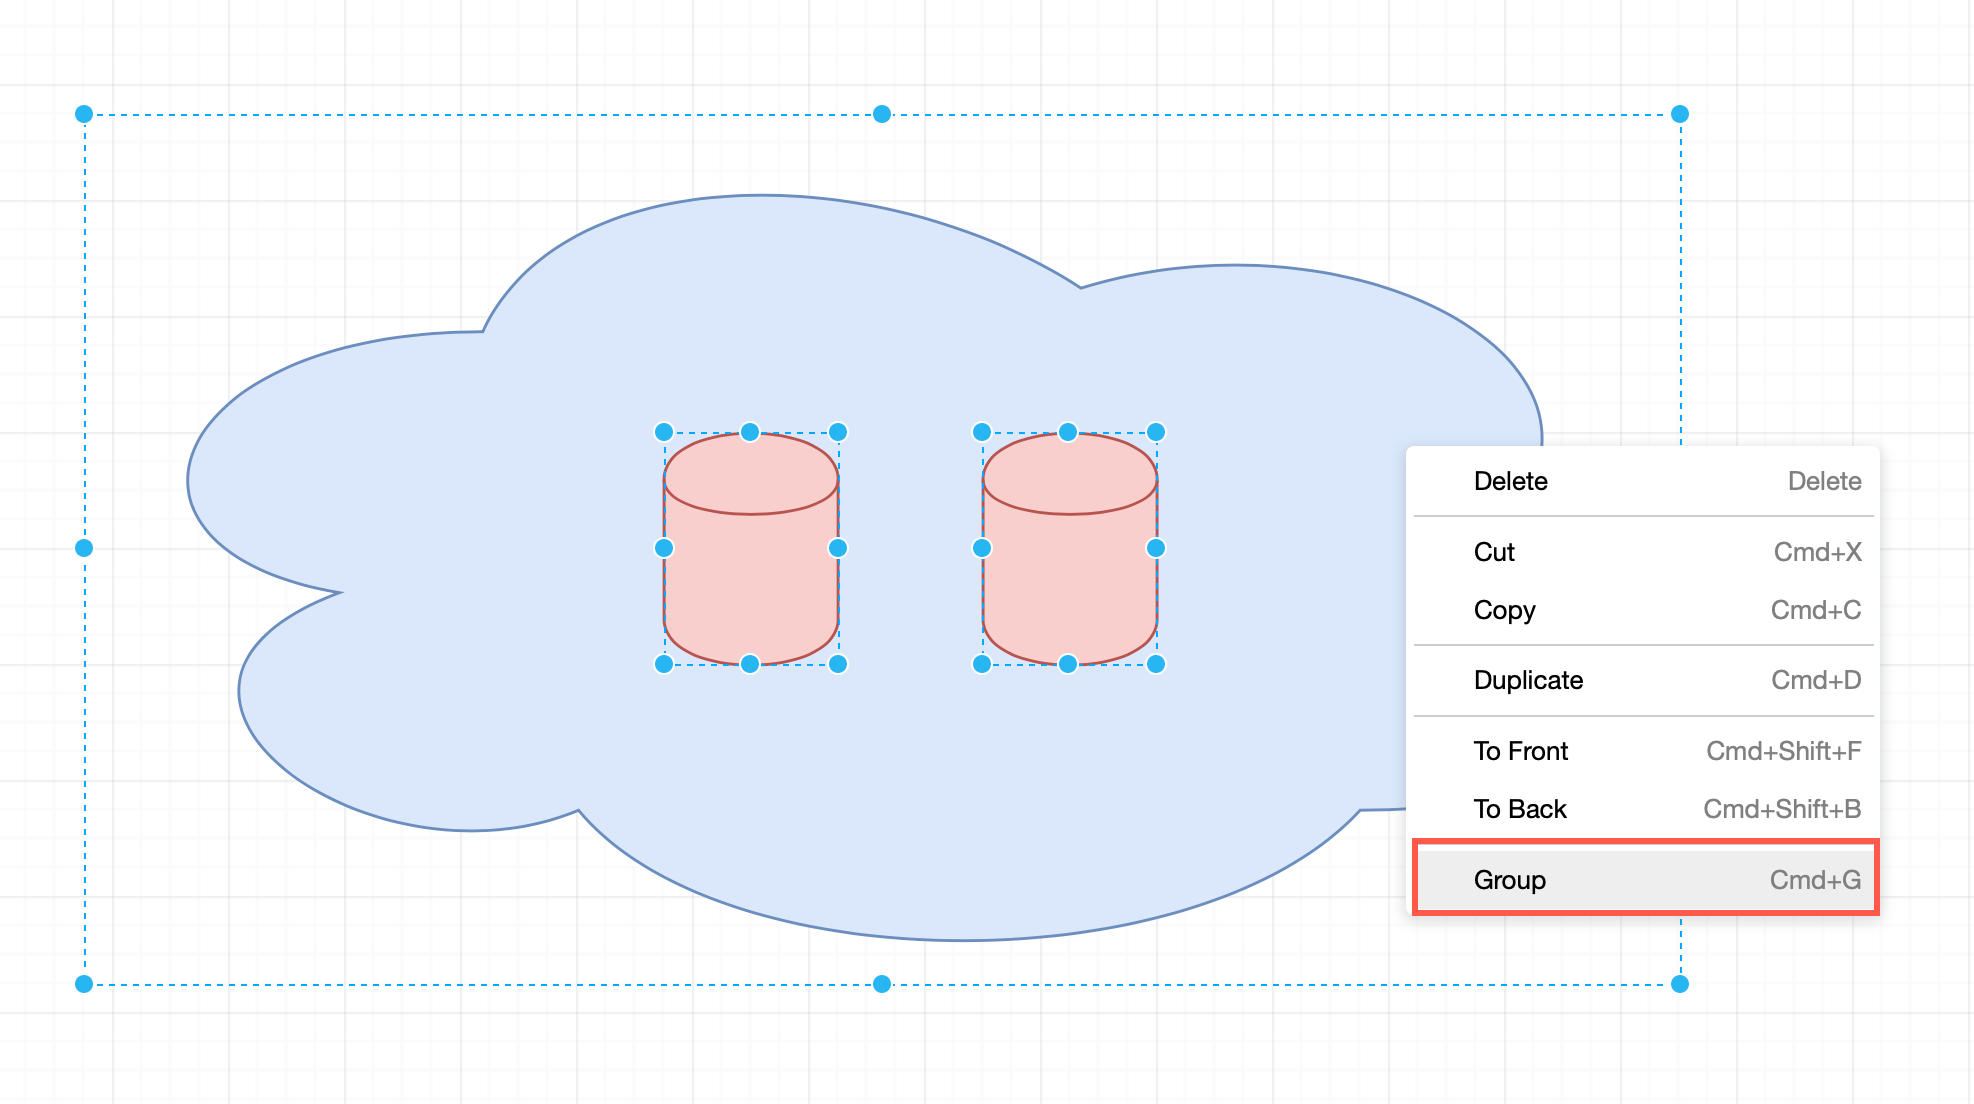 Delete Delete
Cut Cmd+X
Copy Cmd+C
Duplicate Cmd+D
To Front Cmd+Shift+F
To Back Cmd+Shift+B
Group Cmd+G